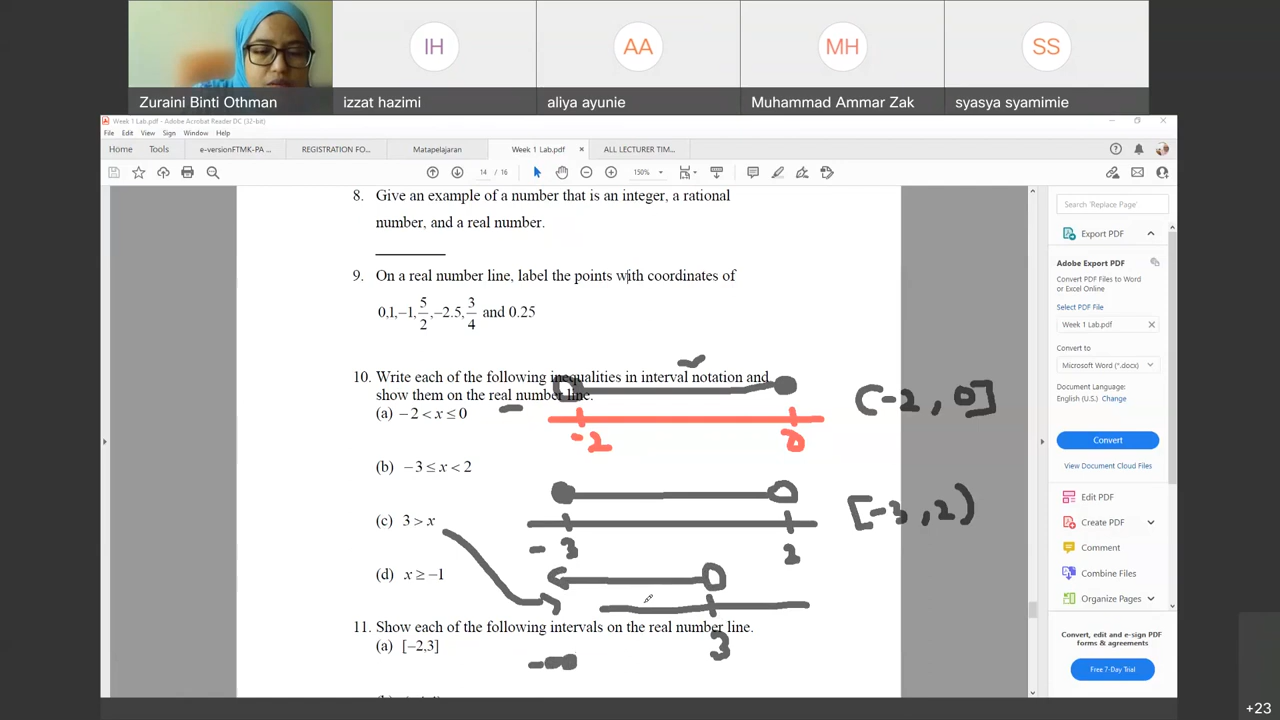 IH
AA
MH
SS
Zuraini Binti Othman
izzat hazimi
aliya ayunie
Muhammad Ammar Zak
syasya syamimie
Week 1 Lab.pdf - Adobe Acrobat Reader DC (32-bit)
File Edit View Sign Window Help
Home Tools e-versionFTMK-PA ... REGISTRATION FO... Matapelajaran Week 1 Lab.pdf × ALL LECTURER TIM...
14 / 16 150%
8. Give an example of a number that is an integer, a rational
number, and a real number.
9. On a real number line, label the points with coordinates of
0.1, −1, 5/2, −2.5, 3/4 and 0.25
10. Write each of the following inequalities in interval notation and
show them on the real number line.
(a) −2 < x ≤ 0
-2 0
(-2, 0]
(b) −3 ≤ x < 2
-3 2
[-3, 2)
(c) 3 > x
(d) x ≥ −1
3
-∞
11. Show each of the following intervals on the real number line.
(a) [−2,3]
Search 'Replace Page'
Export PDF
Adobe Export PDF
Convert PDF Files to Word
or Excel Online
Select PDF File
Week 1 Lab.pdf ×
Convert to
Microsoft Word (*.docx)
Document Language:
English (U.S.) Change
Convert
View Document Cloud Files
Edit PDF
Create PDF
Comment
Combine Files
Organize Pages
Convert, edit and e-sign PDF
forms & agreements
Free 7-Day Trial
+23